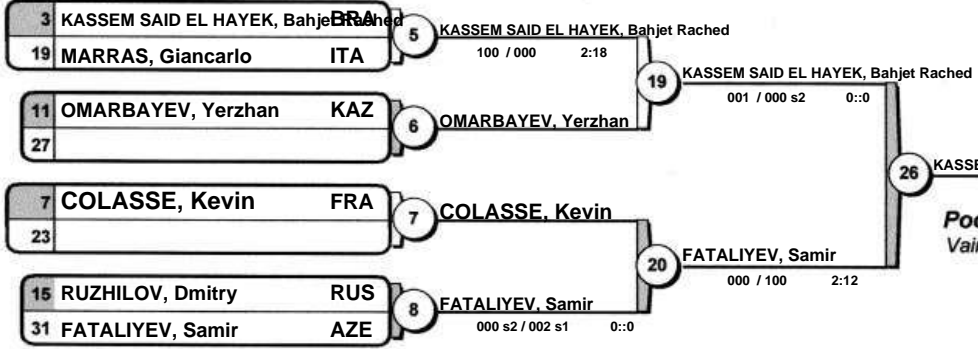 3 KASSEM SAID EL HAYEK, Bahjet Rached BRA
19 MARRAS, Giancarlo ITA
5
KASSEM SAID EL HAYEK, Bahjet Rached
100 / 000 2:18
11 OMARBAYEV, Yerzhan KAZ
27
6
OMARBAYEV, Yerzhan
19
KASSEM SAID EL HAYEK, Bahjet Rached
001 / 000 s2 0::0
7 COLASSE, Kevin FRA
23
7
COLASSE, Kevin
15 RUZHILOV, Dmitry RUS
31 FATALIYEV, Samir AZE
8
FATALIYEV, Samir
000 s2 / 002 s1 0::0
20
FATALIYEV, Samir
000 / 100 2:12
26
KASSE
Poo
Vain